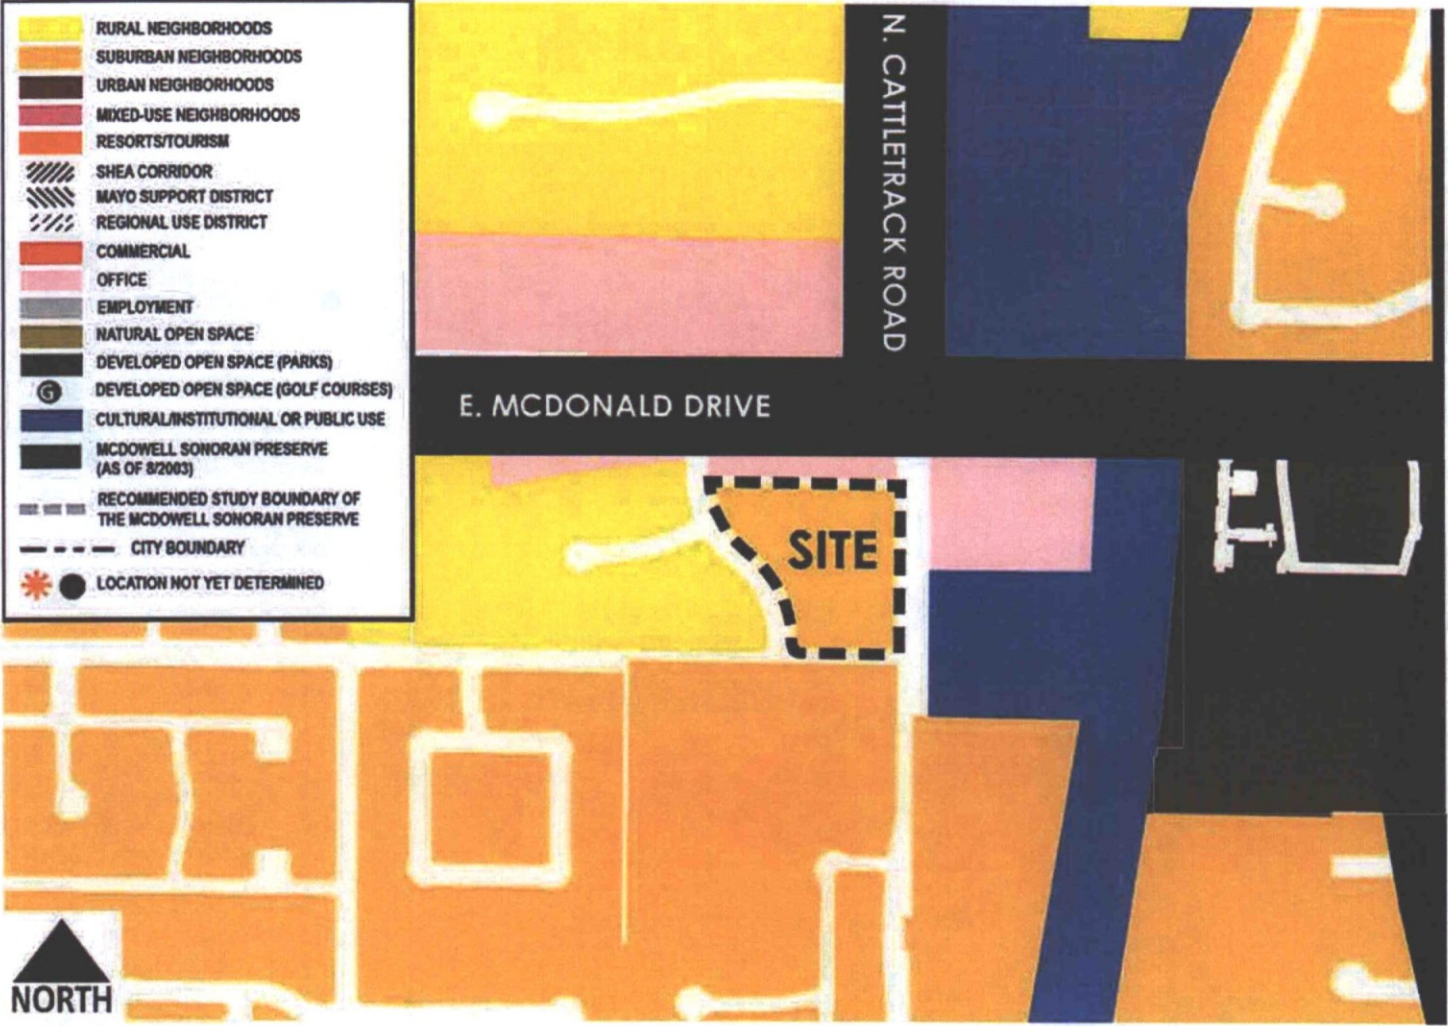 RURAL NEIGHBORHOODS
SUBURBAN NEIGHBORHOODS
URBAN NEIGHBORHOODS
MIXED-USE NEIGHBORHOODS
RESORTS/TOURISM
SHEA CORRIDOR
MAYO SUPPORT DISTRICT
REGIONAL USE DISTRICT
COMMERCIAL
OFFICE
EMPLOYMENT
NATURAL OPEN SPACE
DEVELOPED OPEN SPACE (PARKS)
G DEVELOPED OPEN SPACE (GOLF COURSES)
CULTURAL/INSTITUTIONAL OR PUBLIC USE
MCDOWELL SONORAN PRESERVE
(AS OF 8/2003)
RECOMMENDED STUDY BOUNDARY OF
THE MCDOWELL SONORAN PRESERVE
CITY BOUNDARY
LOCATION NOT YET DETERMINED
N. CATTLETRACK ROAD
E. MCDONALD DRIVE
SITE
NORTH